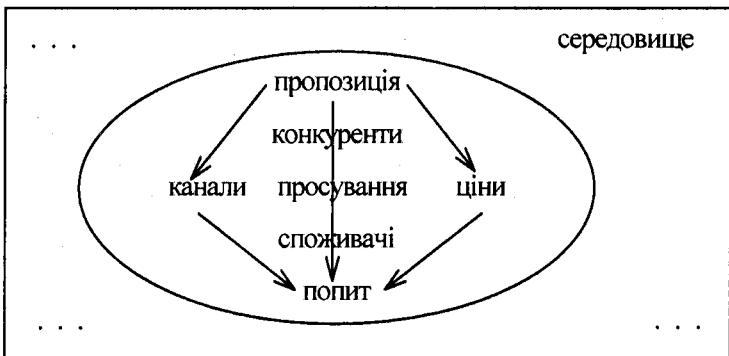 . . . середовище
пропозиція
конкуренти
канали просування ціни
споживачі
попит
. . . . . .